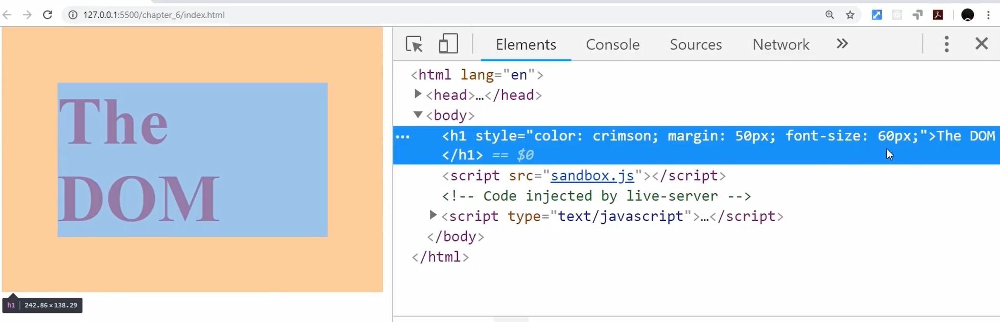 127.0.0.1:5500/chapter_6/index.html
The
DOM
h1 242.86×138.29
Elements Console Sources Network »
<html lang="en">
<head>…</head>
<body>
<h1 style="color: crimson; margin: 50px; font-size: 60px;">The DOM
</h1> == $0
<script src="sandbox.js"></script>
<!-- Code injected by live-server -->
<script type="text/javascript">…</script>
</body>
</html>